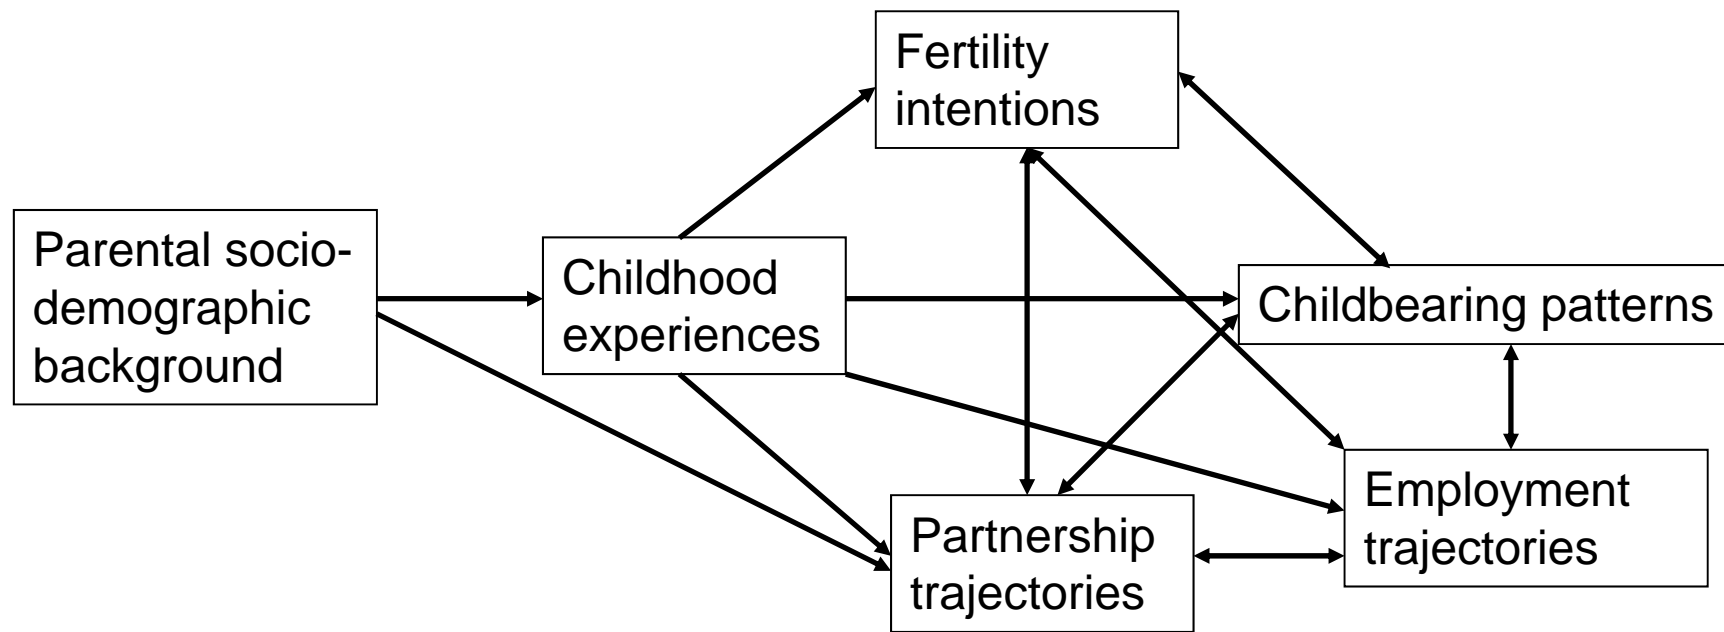 Fertility
intentions
Parental socio-
demographic
background
Childhood
experiences
Childbearing patterns
Partnership
trajectories
Employment
trajectories